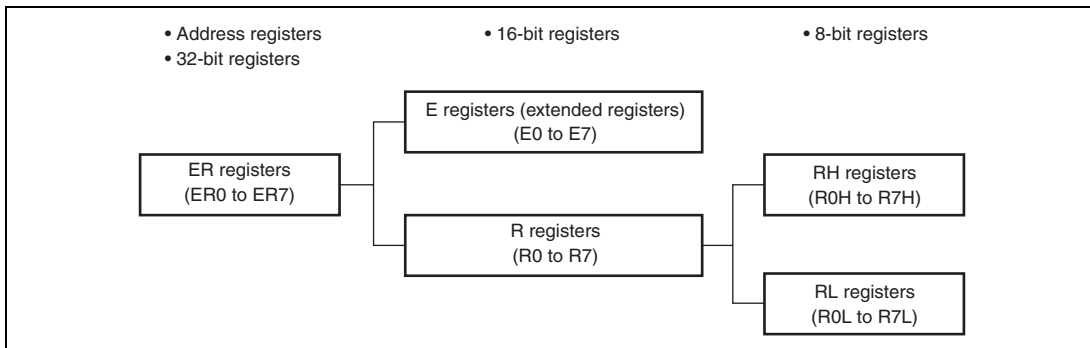 • Address registers
• 32-bit registers
• 16-bit registers
• 8-bit registers
E registers (extended registers)
(E0 to E7)
ER registers
(ER0 to ER7)
RH registers
(R0H to R7H)
R registers
(R0 to R7)
RL registers
(R0L to R7L)